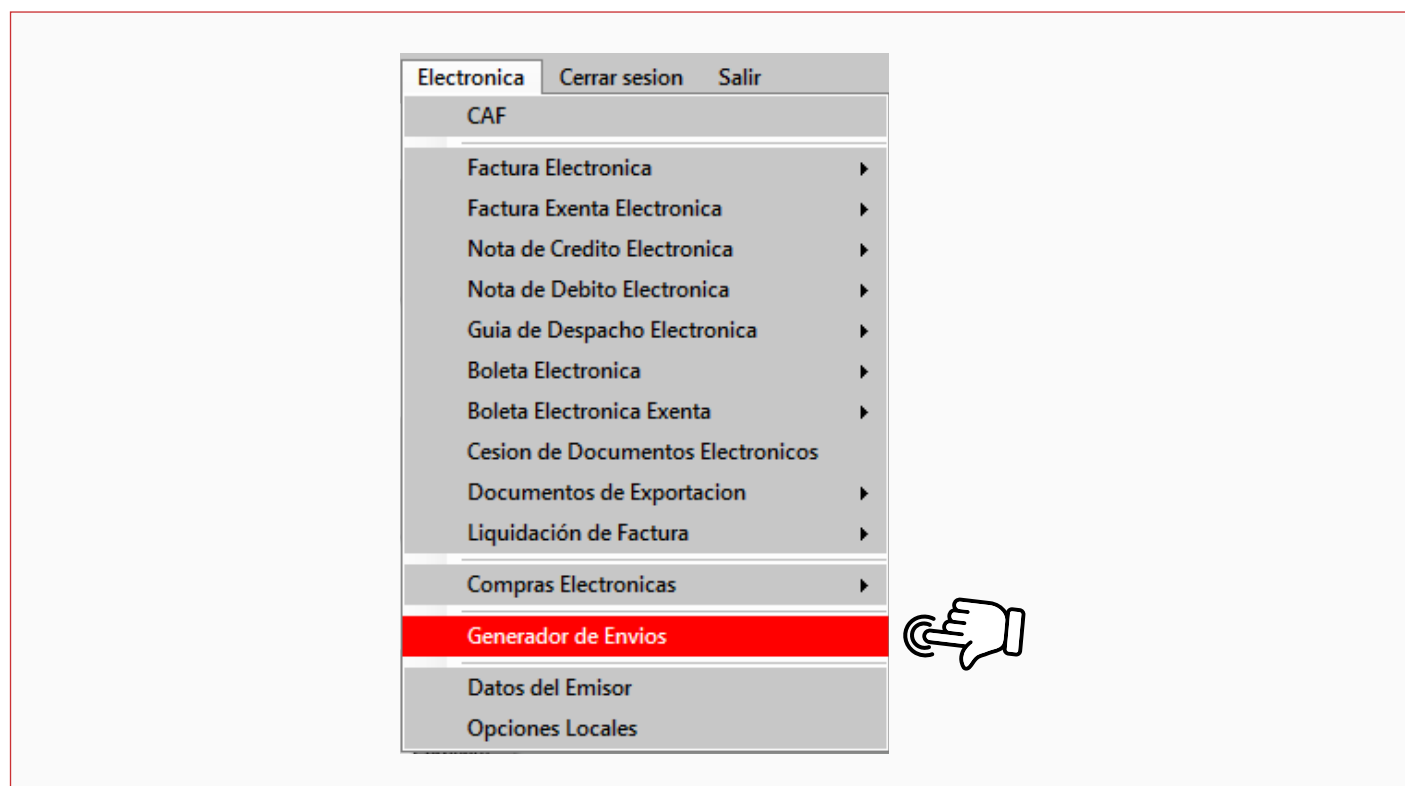 Electronica Cerrar sesion Salir
CAF
Factura Electronica
Factura Exenta Electronica
Nota de Credito Electronica
Nota de Debito Electronica
Guia de Despacho Electronica
Boleta Electronica
Boleta Electronica Exenta
Cesion de Documentos Electronicos
Documentos de Exportacion
Liquidación de Factura
Compras Electronicas
Generador de Envios
Datos del Emisor
Opciones Locales